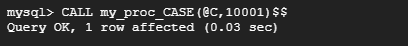 mysql> CALL my_proc_CASE(@C,10001)$$
Query OK, 1 row affected (0.03 sec)